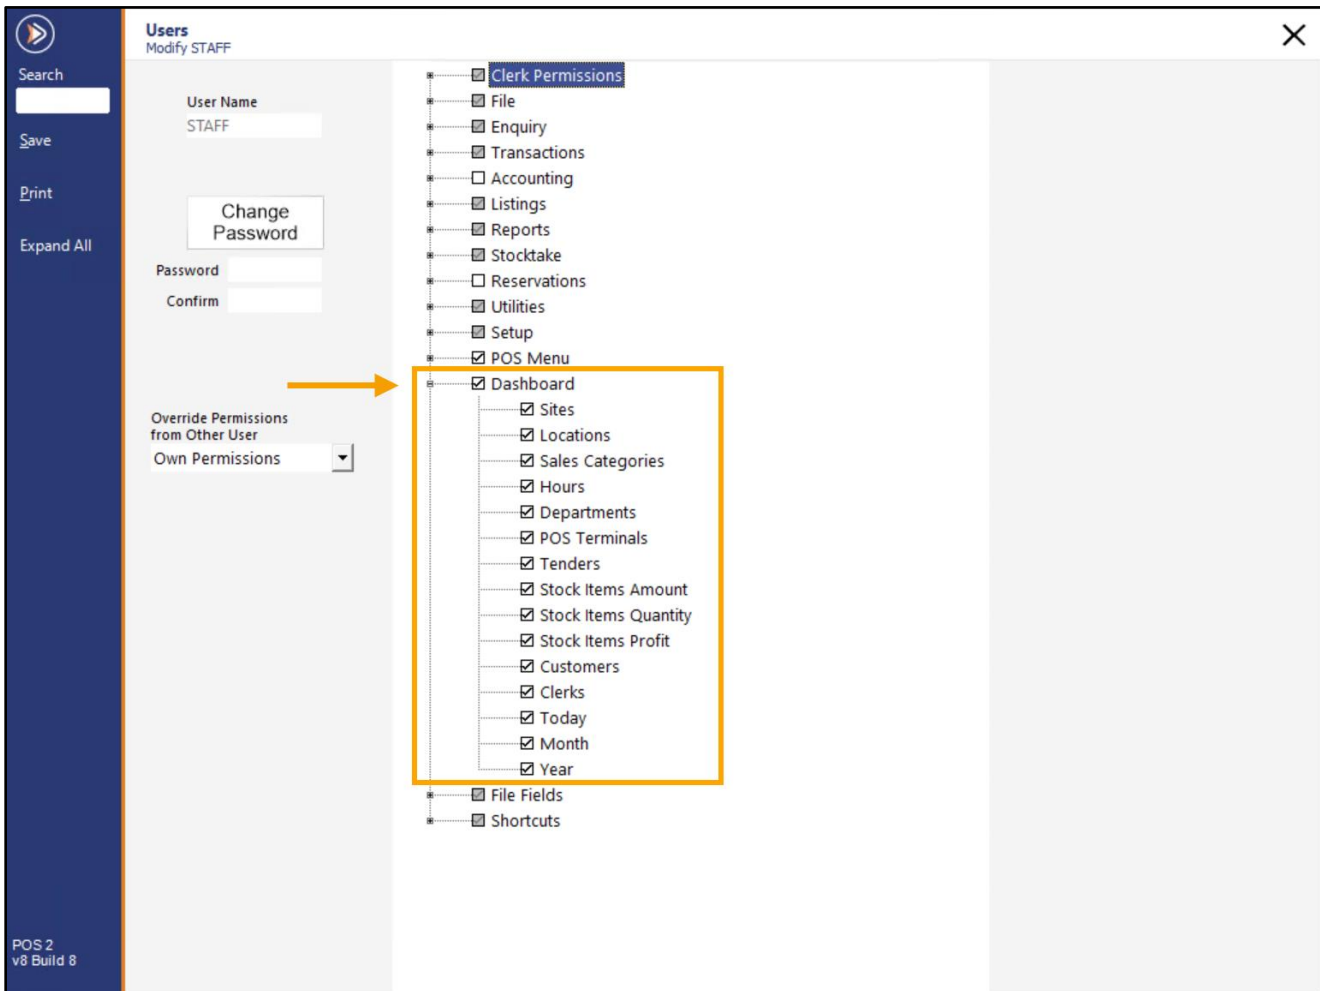 Search
Save
Print
Expand All
POS 2
v8 Build 8
Users
Modify STAFF
User Name
STAFF
Change
Password
Password
Confirm
Override Permissions
from Other User
Own Permissions
Clerk Permissions
File
Enquiry
Transactions
Accounting
Listings
Reports
Stocktake
Reservations
Utilities
Setup
POS Menu
Dashboard
Sites
Locations
Sales Categories
Hours
Departments
POS Terminals
Tenders
Stock Items Amount
Stock Items Quantity
Stock Items Profit
Customers
Clerks
Today
Month
Year
File Fields
Shortcuts